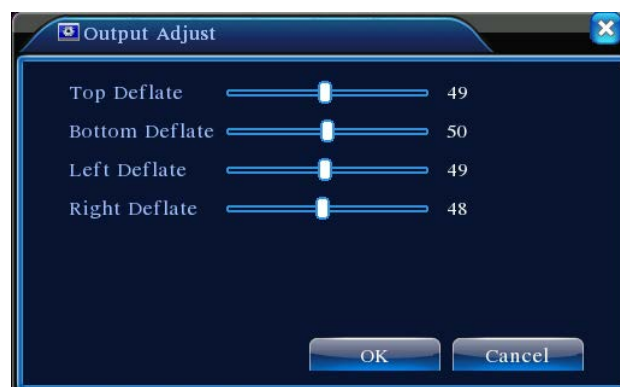 Output Adjust
Top Deflate 49
Bottom Deflate 50
Left Deflate 49
Right Deflate 48
OK Cancel